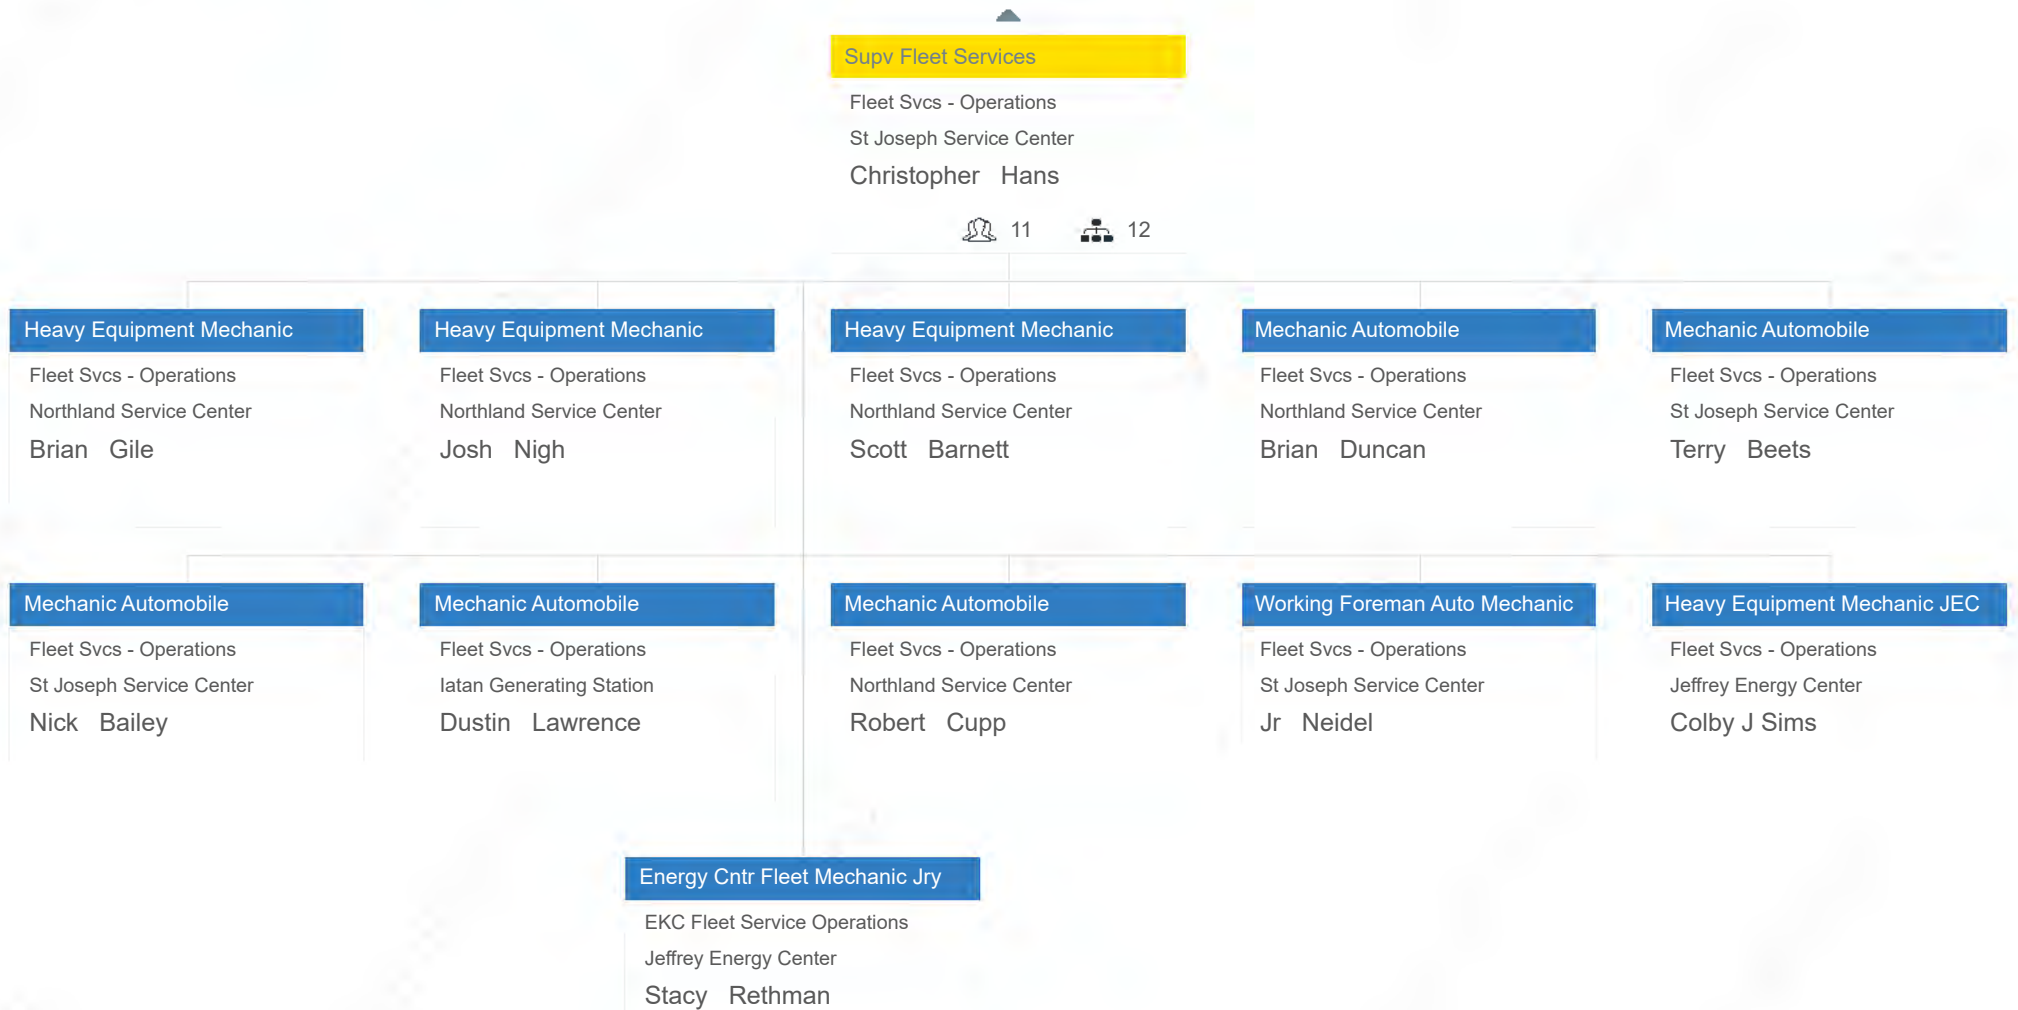 Supv Fleet Services
Fleet Svcs - Operations
St Joseph Service Center
Christopher Hans
11 12
Heavy Equipment Mechanic
Fleet Svcs - Operations
Northland Service Center
Brian Gile
Heavy Equipment Mechanic
Fleet Svcs - Operations
Northland Service Center
Josh Nigh
Heavy Equipment Mechanic
Fleet Svcs - Operations
Northland Service Center
Scott Barnett
Mechanic Automobile
Fleet Svcs - Operations
Northland Service Center
Brian Duncan
Mechanic Automobile
Fleet Svcs - Operations
St Joseph Service Center
Terry Beets
Mechanic Automobile
Fleet Svcs - Operations
St Joseph Service Center
Nick Bailey
Mechanic Automobile
Fleet Svcs - Operations
Iatan Generating Station
Dustin Lawrence
Mechanic Automobile
Fleet Svcs - Operations
Northland Service Center
Robert Cupp
Working Foreman Auto Mechanic
Fleet Svcs - Operations
St Joseph Service Center
Jr Neidel
Heavy Equipment Mechanic JEC
Fleet Svcs - Operations
Jeffrey Energy Center
Colby J Sims
Energy Cntr Fleet Mechanic Jry
EKC Fleet Service Operations
Jeffrey Energy Center
Stacy Rethman